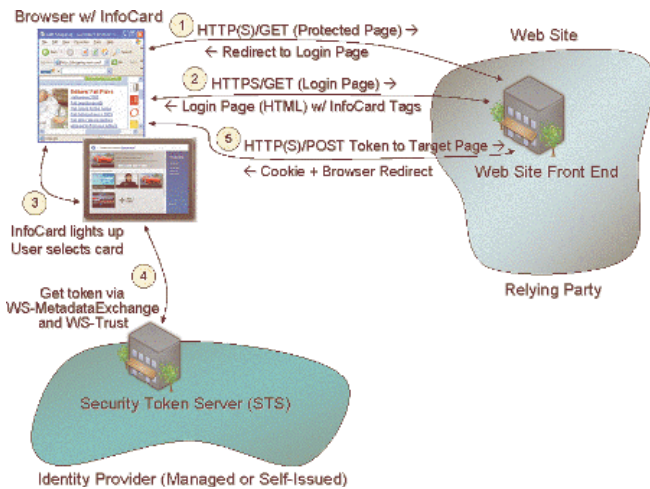 Browser w/ InfoCard
1
HTTP(S)/GET (Protected Page) →
← Redirect to Login Page
Web Site
2
HTTPS/GET (Login Page) →
← Login Page (HTML) w/ InfoCard Tags
5
HTTP(S)/POST Token to Target Page →
← Cookie + Browser Redirect
Web Site Front End
3
InfoCard lights up
User selects card
4
Get token via
WS-MetadataExchange
and WS-Trust
Relying Party
Security Token Server (STS)
Identity Provider (Managed or Self-Issued)